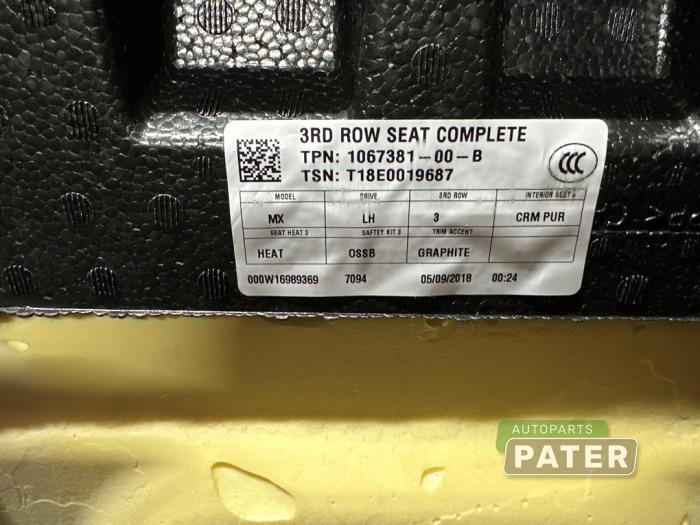 3RD ROW SEAT COMPLETE
TPN: 1067381-00-B
TSN: T18E0019687
CCC
MODEL DRIVE 3RD ROW INTERIOR SEAT
MX LH 3 CRM PUR
SEAT HEAT 3 SAFTEY KIT 3 TRIM ACCENT
HEAT OSSB GRAPHITE
000W16989369 7094 05/09/2018 00:24
AUTOPARTS
PATER